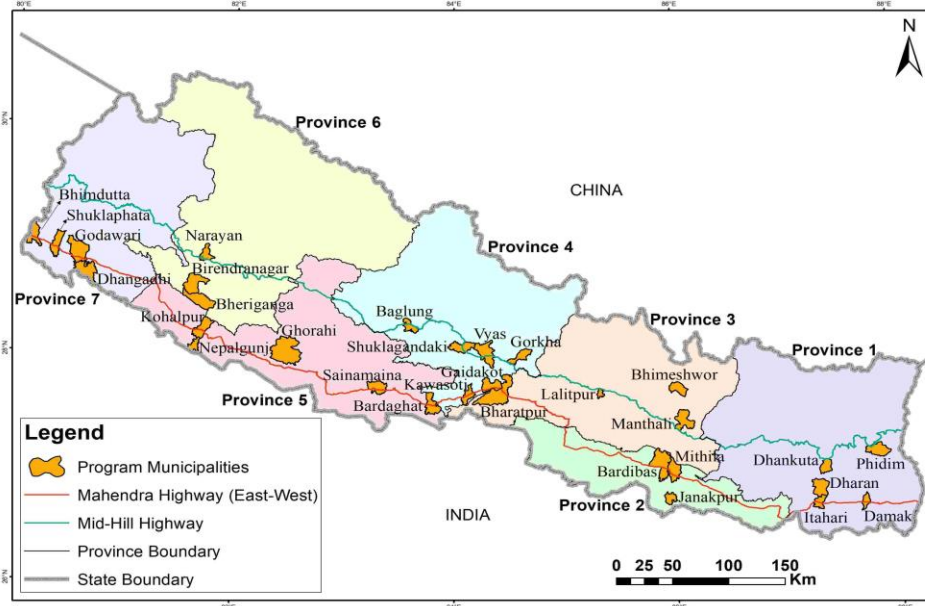 80°E
82°E
84°E
86°E
88°E
N
30°N
Province 6
CHINA
Bhimdutta
Shuklaphata
Godawari
Narayan
Province 4
Dhangadhi
Birendranagar
Province 7
Bheriganga
Kohalpur
Baglung
Province 3
Ghorahi
Vyas
28°N
Shuklagandaki
Gorkha
Province 1
Nepalgunj
Gaidakot
Bhimeshwor
Sainamaina
Kawasoti
Lalitpur
Province 5
Bardaghat
Bharatpur
Manthali
Mithila
Dhankuta
Phidim
Bardibas
Dharan
Janakpur
Province 2
Itahari
Damak
INDIA
Legend
Program Municipalities
Mahendra Highway (East-West)
Mid-Hill Highway
Province Boundary
State Boundary
0 25 50 100 150
Km
26°N